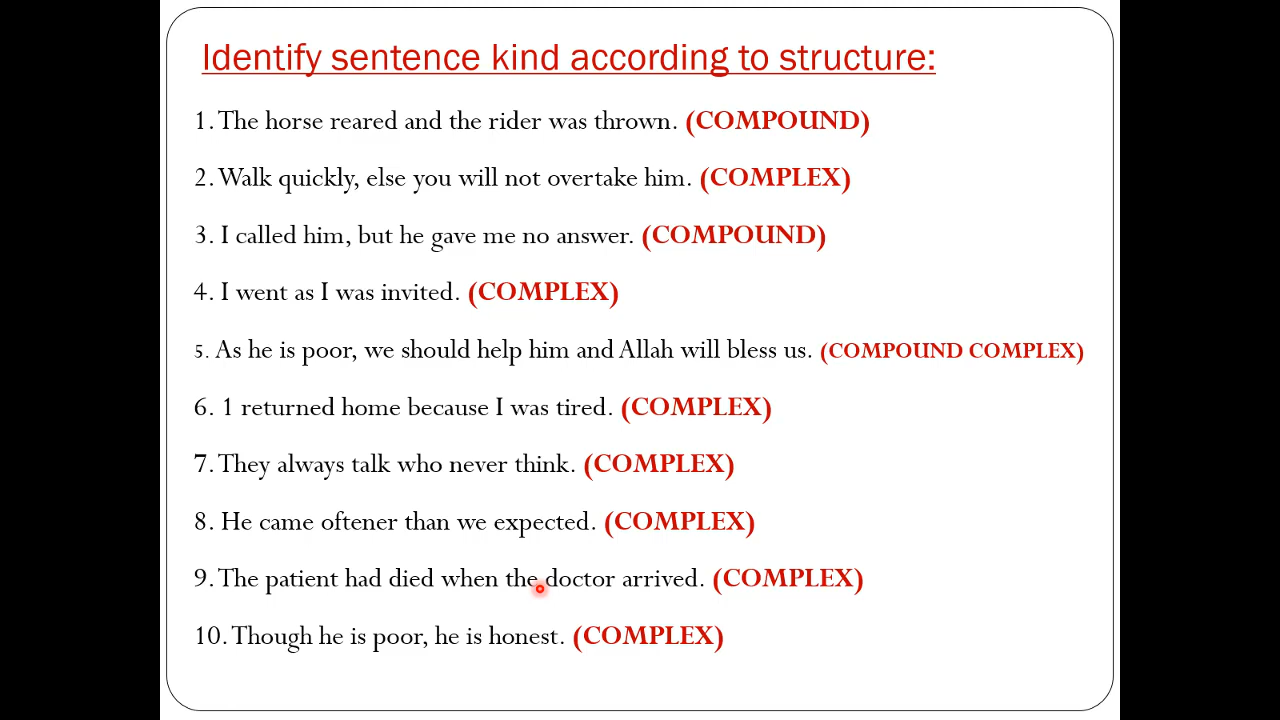 Identify sentence kind according to structure:
1. The horse reared and the rider was thrown. (COMPOUND)
2. Walk quickly, else you will not overtake him. (COMPLEX)
3. I called him, but he gave me no answer. (COMPOUND)
4. I went as I was invited. (COMPLEX)
5. As he is poor, we should help him and Allah will bless us. (COMPOUND COMPLEX)
6. 1 returned home because I was tired. (COMPLEX)
7. They always talk who never think. (COMPLEX)
8. He came oftener than we expected. (COMPLEX)
9. The patient had died when the doctor arrived. (COMPLEX)
10. Though he is poor, he is honest. (COMPLEX)